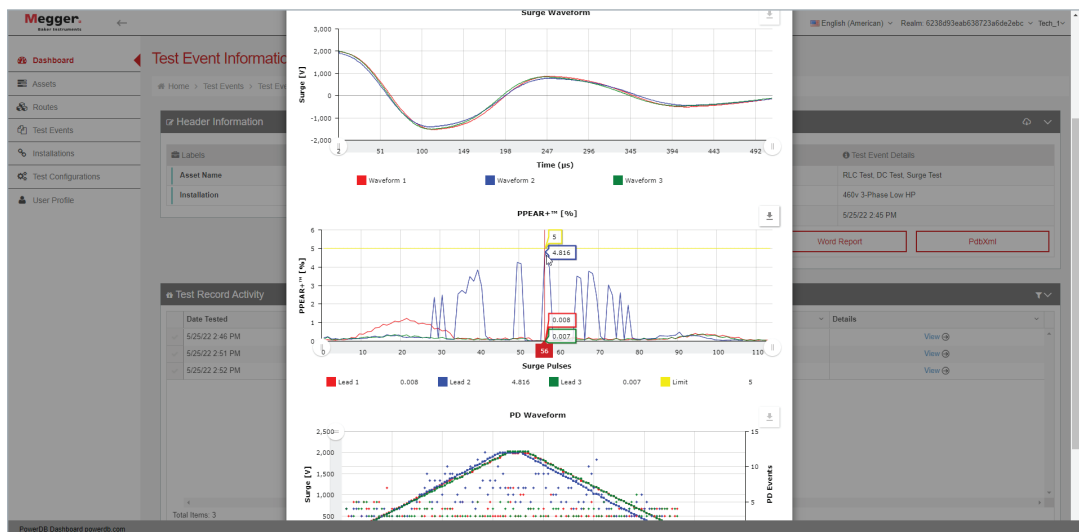 Megger.
Baker Instruments
←
English (American)
Realm: 6238d93eab638723a6de2ebc
Tech_1
Dashboard
Assets
Routes
Test Events
Installations
Test Configurations
User Profile
Test Event Informatio
Home > Test Events > Test Eve
Header Information
Labels
Asset Name
Installation
Test Event Details
RLC Test, DC Test, Surge Test
460v 3-Phase Low HP
5/25/22 2:45 PM
Word Report
PdbXml
Test Record Activity
Date Tested
Details
5/25/22 2:46 PM
View
5/25/22 2:51 PM
View
5/25/22 2:52 PM
View
Total Items: 3
PowerDB Dashboard powerdb.com
Surge Waveform
3,000
2,000
1,000
0
-1,000
-2,000
Surge [V]
2 51 100 149 198 247 296 345 394 443 492
Time (µs)
Waveform 1 Waveform 2 Waveform 3
PPEAR+™ [%]
6
5
4
3
2
1
0
PPEAR+™ [%]
5
4.816
0.008
0.007
0 10 20 30 40 50 56 60 70 80 90 100 110
Surge Pulses
Lead 1 0.008 Lead 2 4.816 Lead 3 0.007 Limit 5
PD Waveform
2,500
2,000
1,500
1,000
500
Surge [V]
15
10
5
PD Events